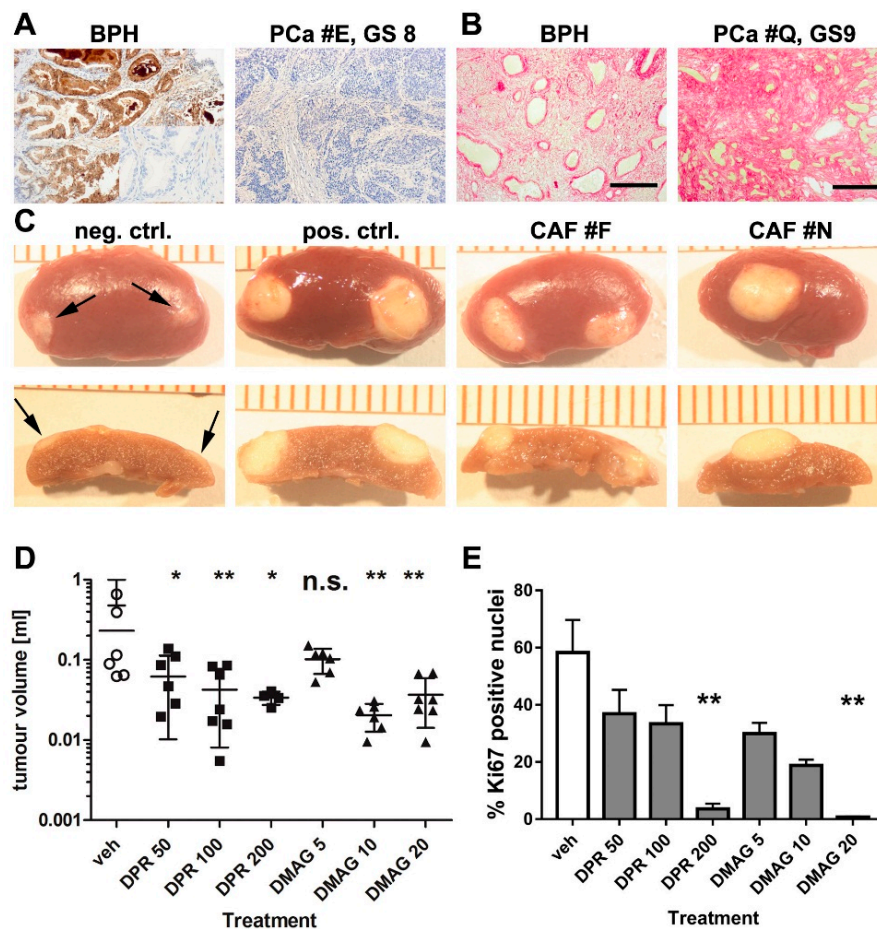 A
BPH
PCa #E, GS 8
B
BPH
PCa #Q, GS9
C
neg. ctrl.
pos. ctrl.
CAF #F
CAF #N
D
* ** * n.s. ** **
tumour volume [ml]
1
0.1
0.01
0.001
veh
DPR 50
DPR 100
DPR 200
DMAG 5
DMAG 10
DMAG 20
Treatment
E
** **
% Ki67 positive nuclei
80
60
40
20
0
veh
DPR 50
DPR 100
DPR 200
DMAG 5
DMAG 10
DMAG 20
Treatment